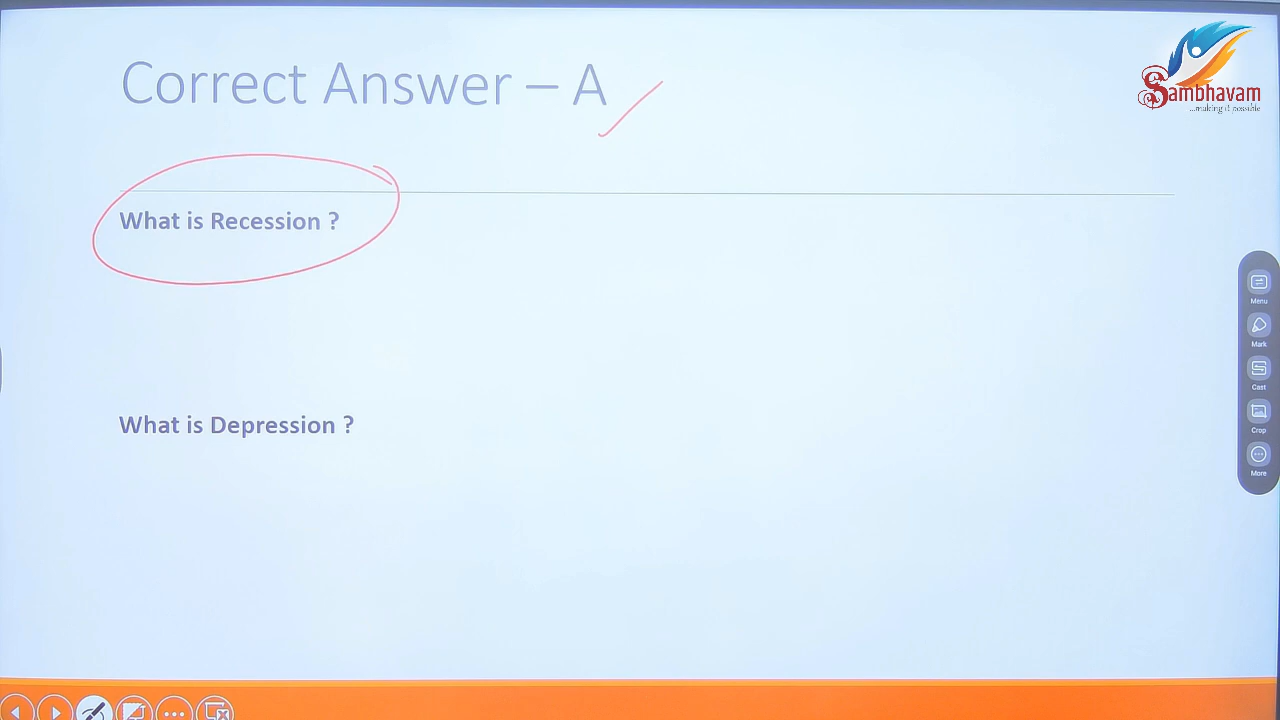 Correct Answer – A
Sambhavam
...making it possible
What is Recession ?
What is Depression ?
Menu
Mark
Cast
Crop
More